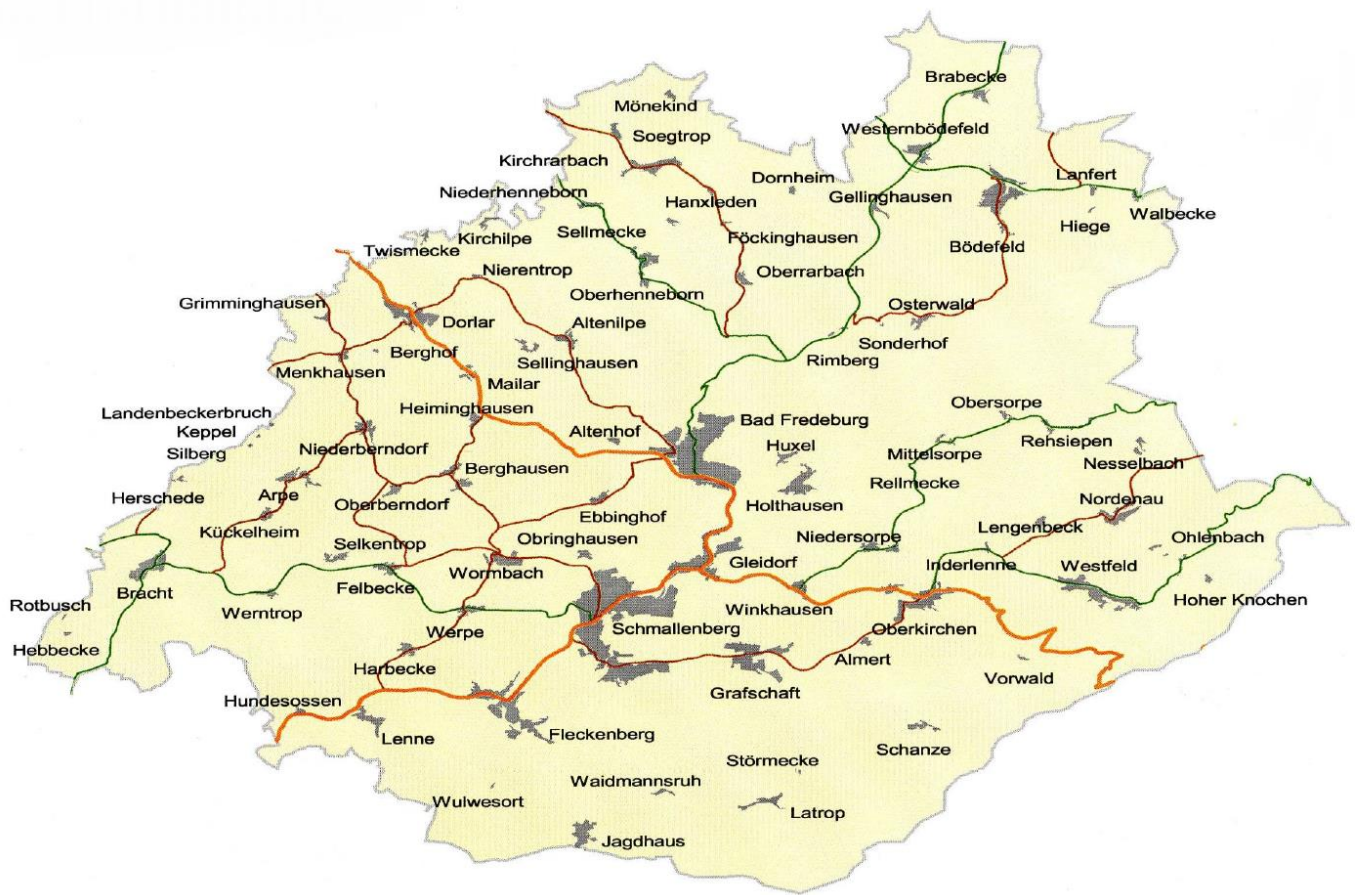 Brabecke
Mönekind
Westernbödefeld
Soegtrop
Kirchrarbach
Dornheim
Lanfert
Niederhenneborn
Hanxleden
Gellinghausen
Walbecke
Hiege
Sellmecke
Kirchilpe
Föckinghausen
Bödefeld
Twismecke
Nierentrop
Oberrarbach
Oberhenneborn
Grimminghausen
Osterwald
Dorlar
Altenilpe
Sonderhof
Berghof
Sellinghausen
Rimberg
Menkhausen
Mailar
Obersorpe
Landenbeckerbruch
Heiminghausen
Bad Fredeburg
Keppel
Altenhof
Rehsiepen
Huxel
Silberg
Niederberndorf
Mittelsorpe
Nesselbach
Berghausen
Rellmecke
Herschede
Arpe
Oberberndorf
Holthausen
Nordenau
Ebbinghof
Kückelheim
Lengenbeck
Selkentrop
Obringhausen
Niedersorpe
Ohlenbach
Gleidorf
Inderlenne
Westfeld
Wormbach
Bracht
Felbecke
Hoher Knochen
Rotbusch
Werntrop
Winkhausen
Werpe
Schmallenberg
Oberkirchen
Hebbecke
Almert
Harbecke
Vorwald
Grafschaft
Hundesossen
Lenne
Fleckenberg
Schanze
Störmecke
Waidmannsruh
Wulwesort
Latrop
Jagdhaus